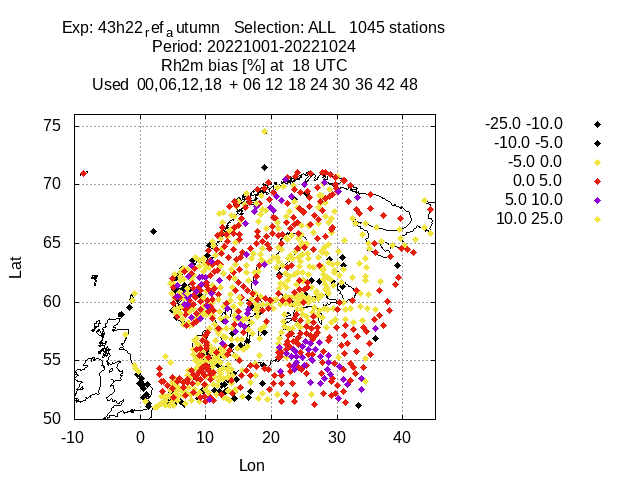 Exp: 43h22refautumn Selection: ALL 1045 stations
Period: 20221001-20221024
Rh2m bias [%] at 18 UTC
Used 00,06,12,18 + 06 12 18 24 30 36 42 48
-25.0 -10.0
-10.0 -5.0
-5.0 0.0
0.0 5.0
5.0 10.0
10.0 25.0
75
70
65
60
55
50
Lat
-10 0 10 20 30 40
Lon